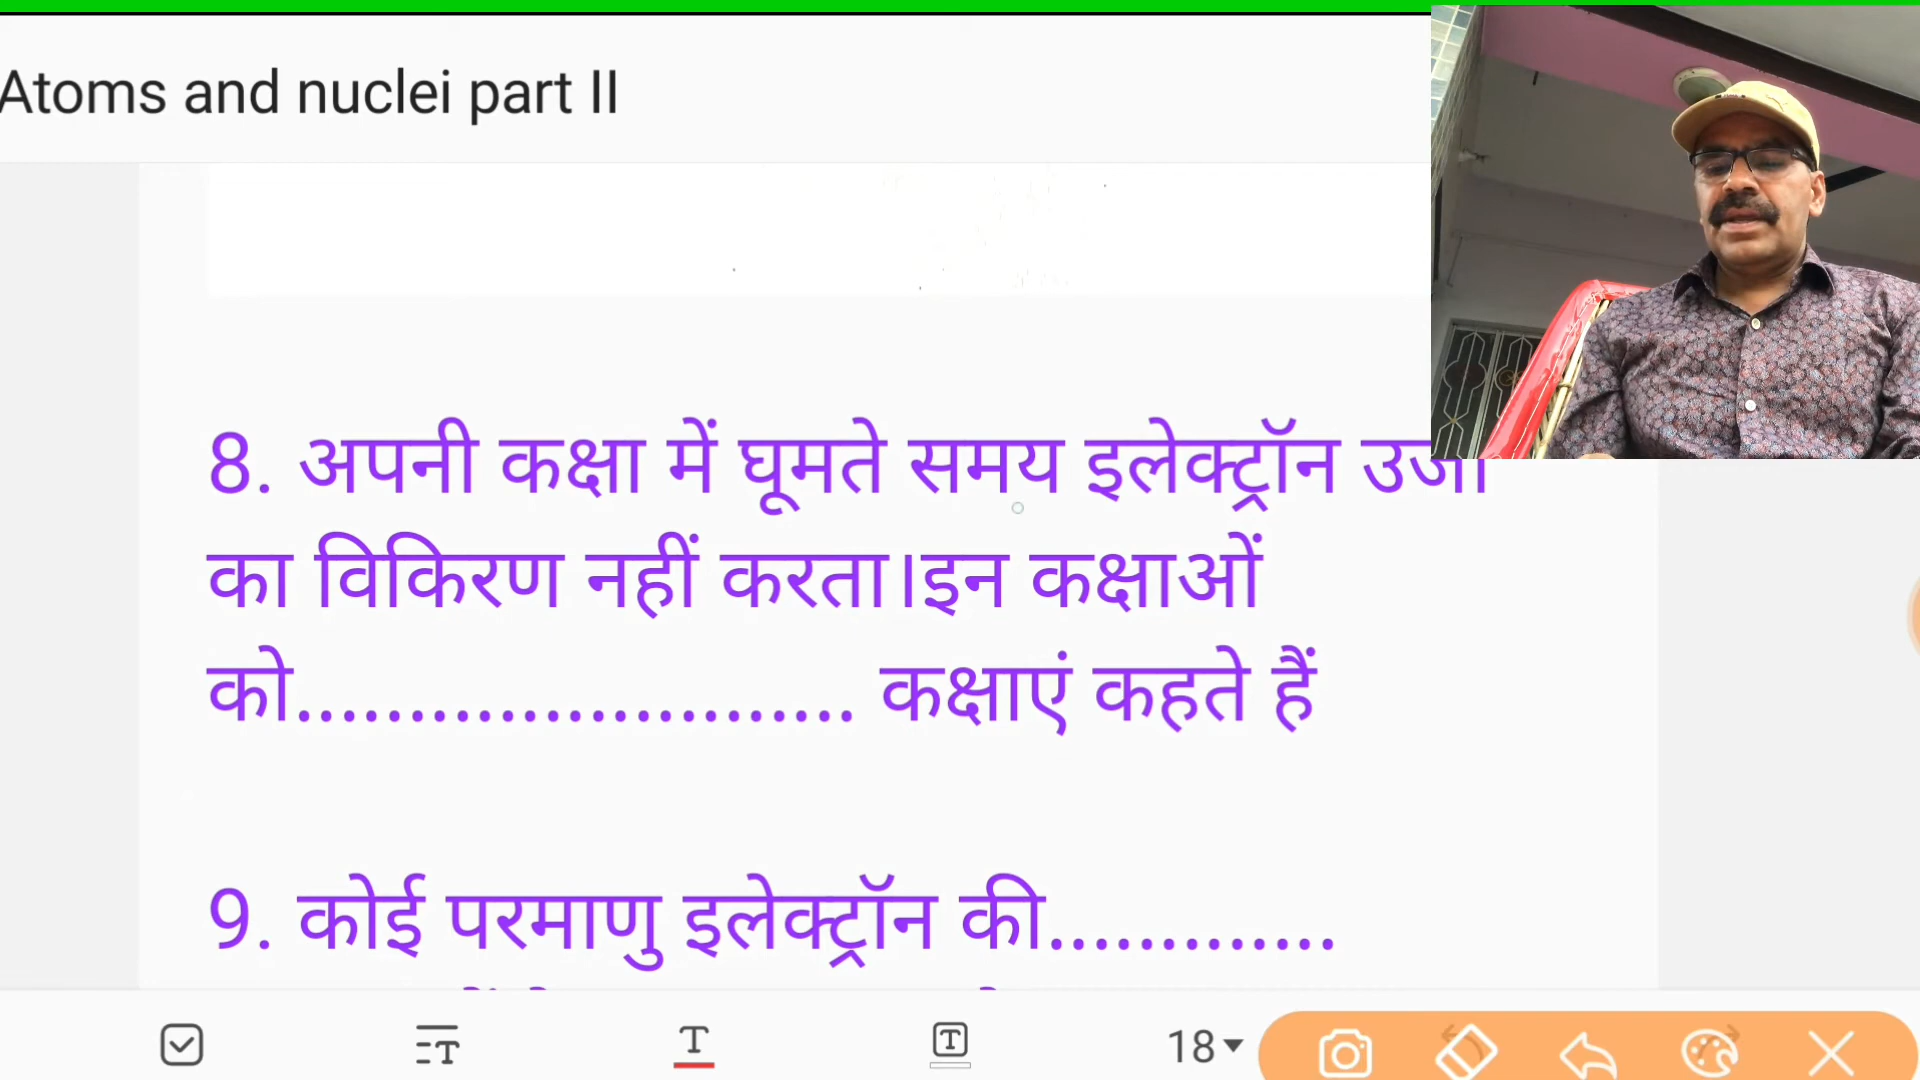 Atoms and nuclei part II
8. अपनी कक्षा में घूमते समय इलेक्ट्रॉन
का विकिरण नहीं करता।इन कक्षाओं
को......................... कक्षाएं कहते हैं
9. कोई परमाणु इलेक्ट्रॉन की.............
18